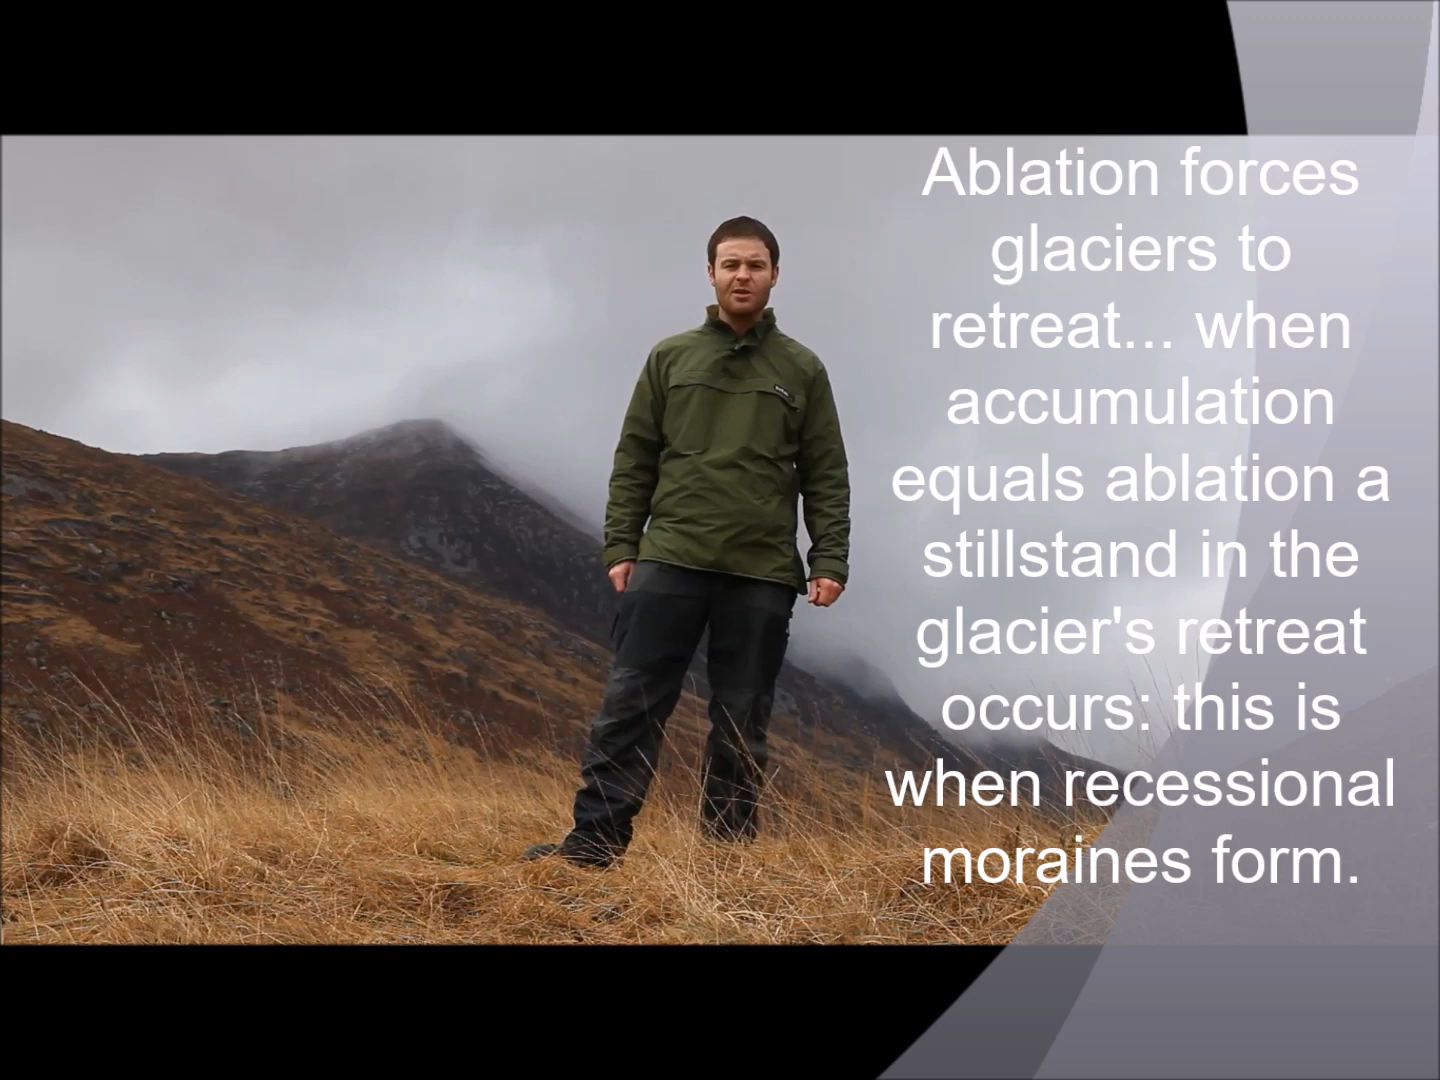 Ablation forces
glaciers to
retreat... when
accumulation
equals ablation a
stillstand in the
glacier's retreat
occurs: this is
when recessional
moraines form.